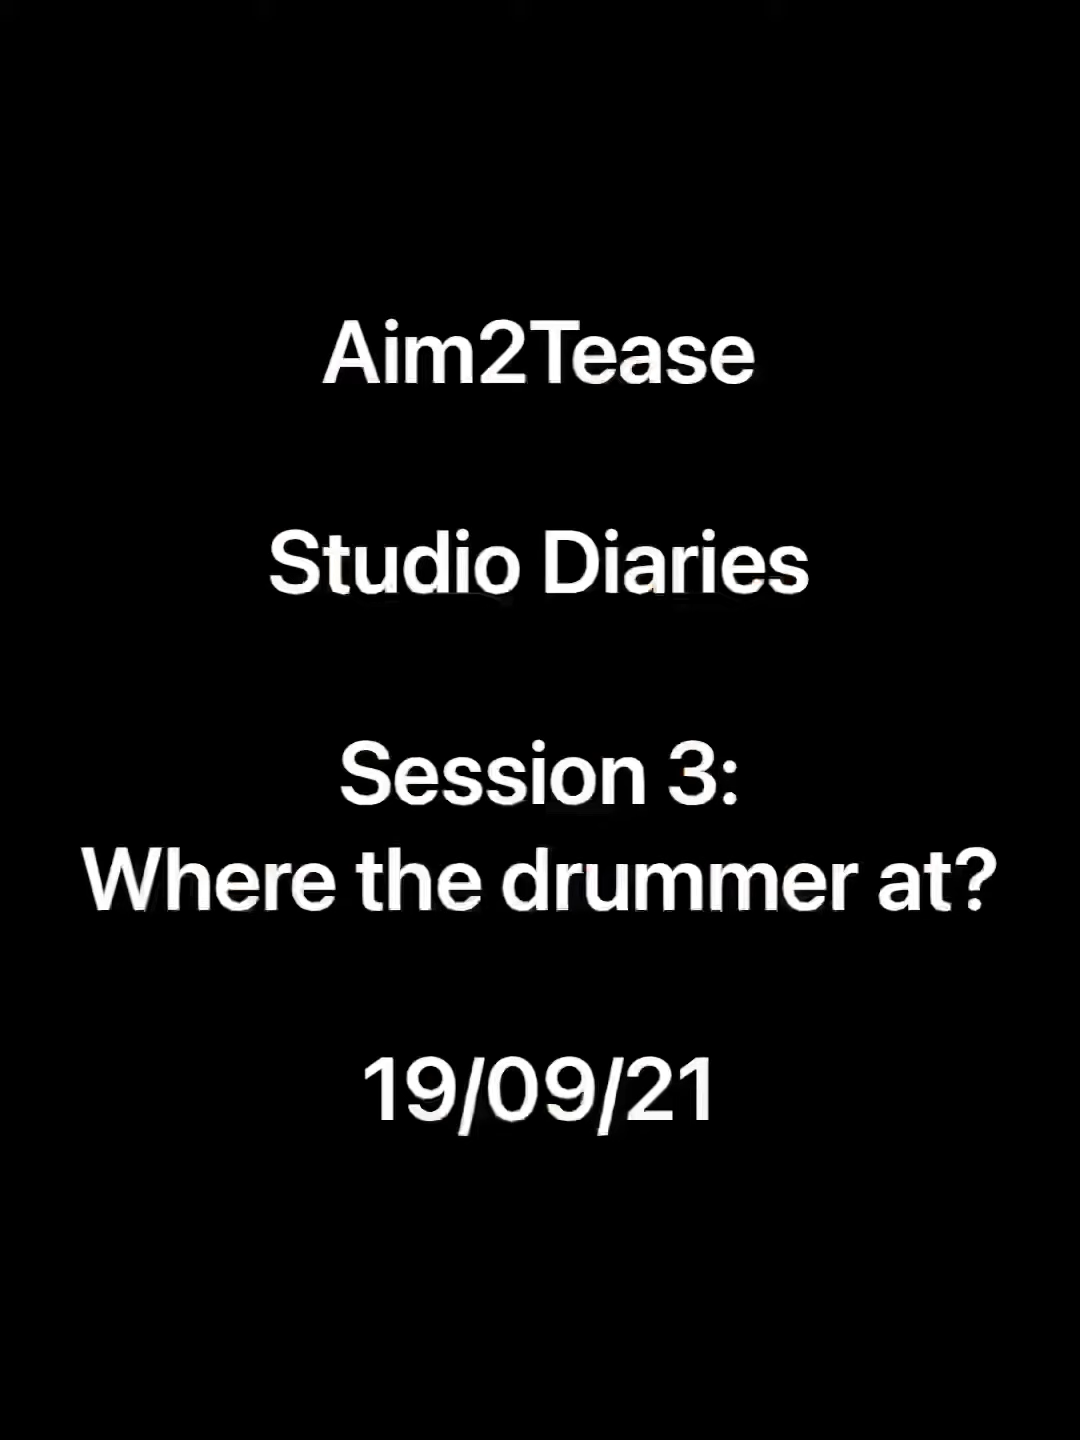 Aim2Tease
Studio Diaries
Session 3:
Where the drummer at?
19/09/21